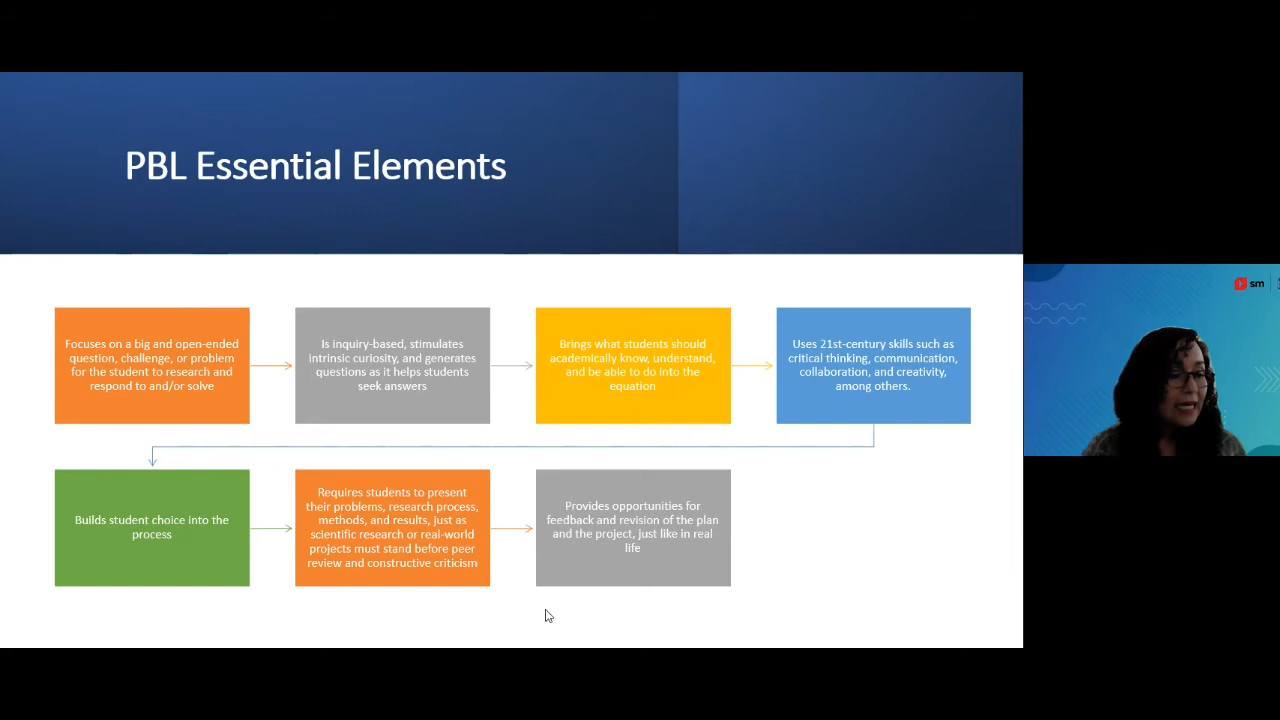 PBL Essential Elements
Focuses on a big and open-ended
question, challenge, or problem
for the student to research and
respond to and/or solve
Is inquiry-based, stimulates
intrinsic curiosity, and generates
questions as it helps students
seek answers
Brings what students should
academically know, understand,
and be able to do into the
equation
Uses 21st-century skills such as
critical thinking, communication,
collaboration, and creativity,
among others.
Builds student choice into the
process
Requires students to present
their problems, research process,
methods, and results, just as
scientific research or real-world
projects must stand before peer
review and constructive criticism
Provides opportunities for
feedback and revision of the plan
and the project, just like in real
life
sm